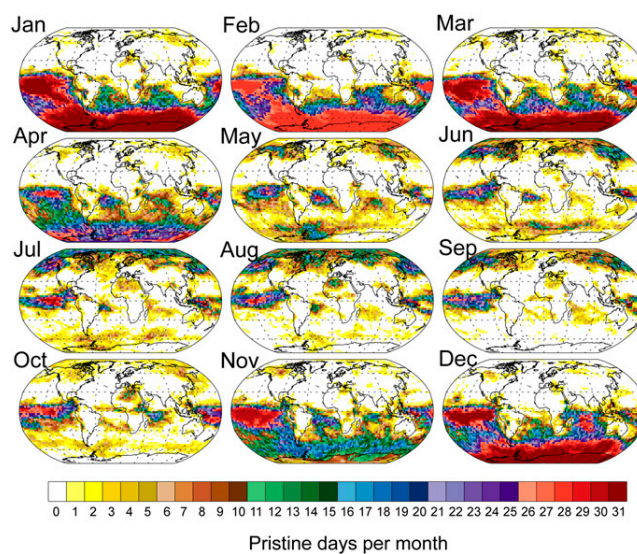 Jan Feb Mar
Apr May Jun
Jul Aug Sep
Oct Nov Dec
0 1 2 3 4 5 6 7 8 9 10 11 12 13 14 15 16 17 18 19 20 21 22 23 24 25 26 27 28 29 30 31
Pristine days per month